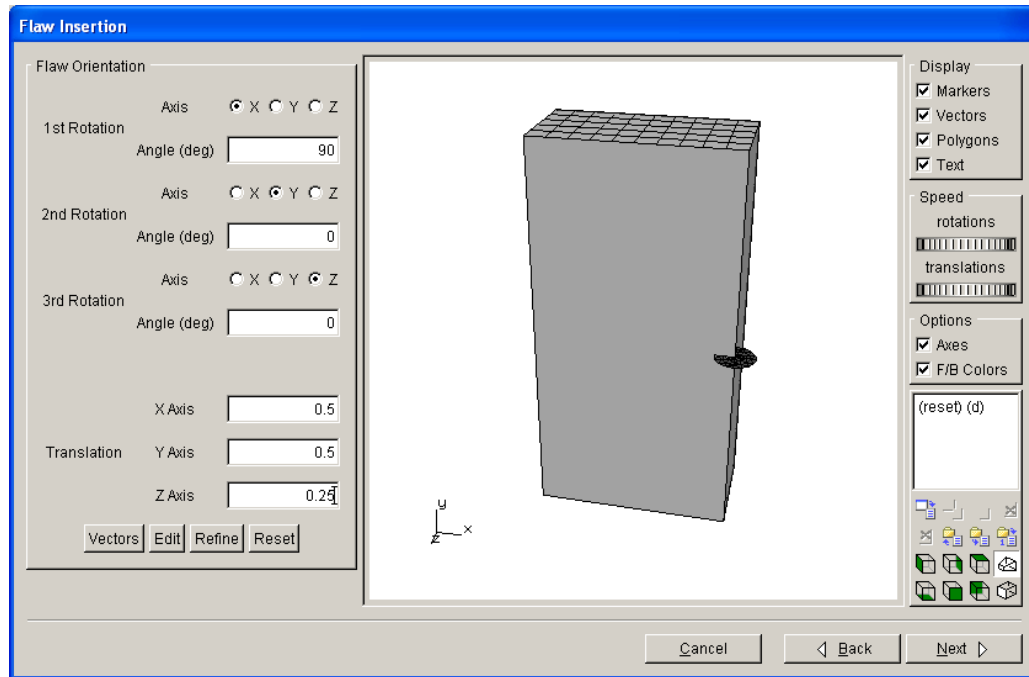 Flaw Insertion
Flaw Orientation
Axis X Y Z
1st Rotation
Angle (deg) 90
Axis X Y Z
2nd Rotation
Angle (deg) 0
Axis X Y Z
3rd Rotation
Angle (deg) 0
X Axis 0.5
Translation Y Axis 0.5
Z Axis 0.25
Vectors Edit Refine Reset
y
x
z
Display
Markers
Vectors
Polygons
Text
Speed
rotations
translations
Options
Axes
F/B Colors
(reset) (d)
Cancel Back Next